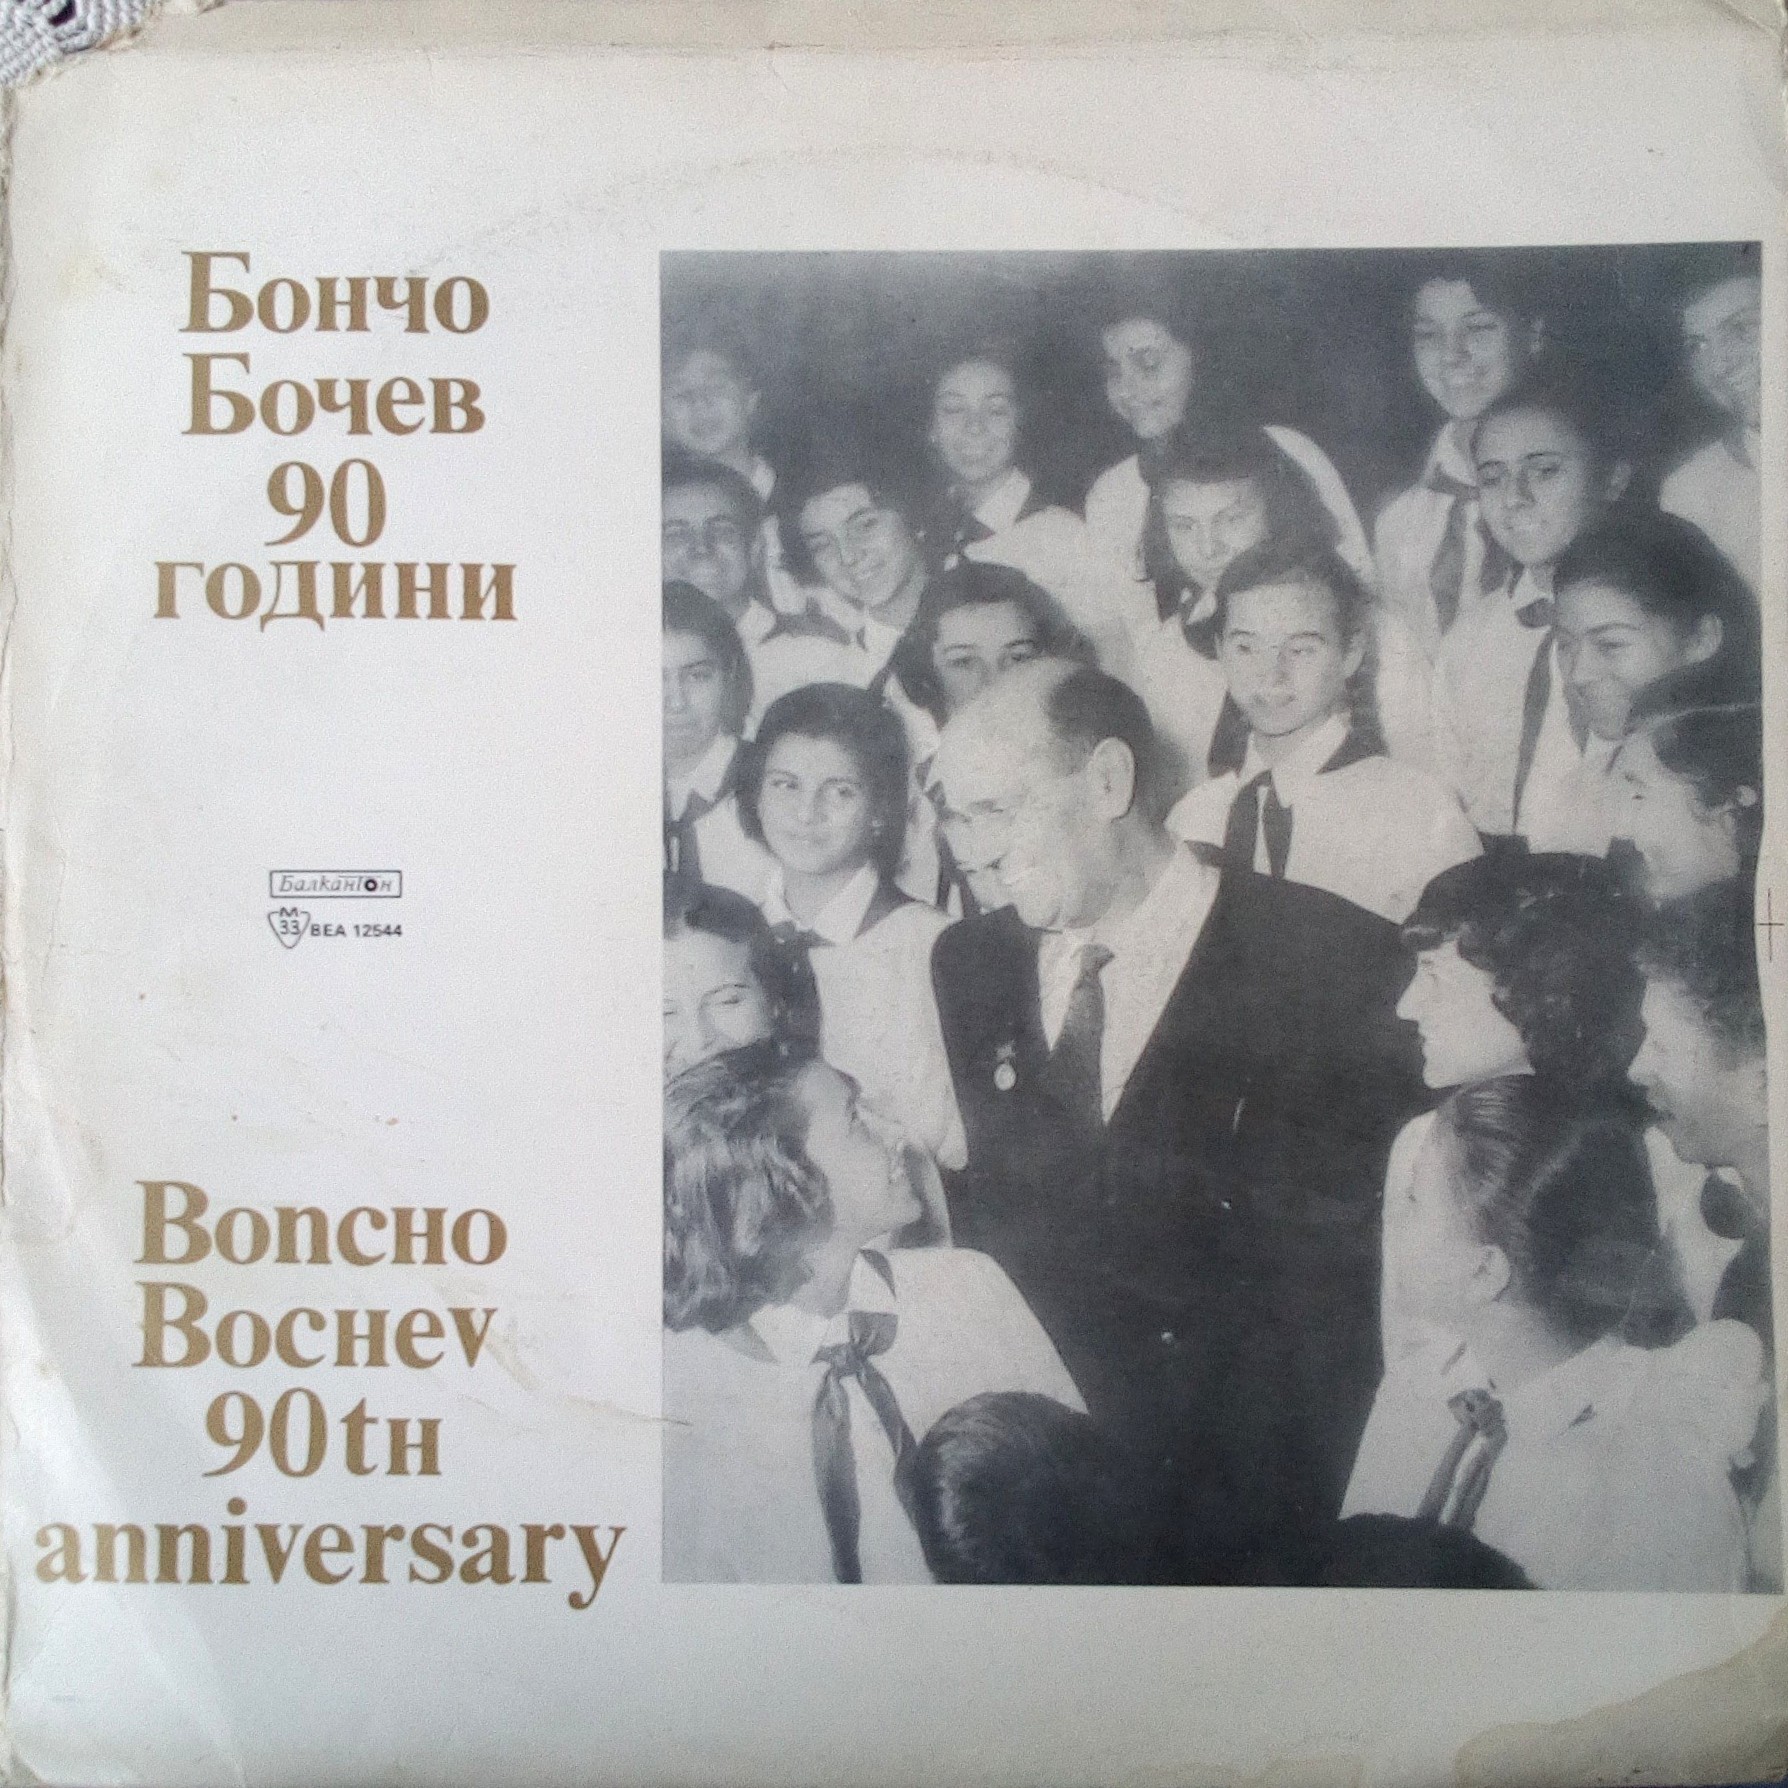 Бончо
Бочев
90
години
Балкантон
M
33 ВЕА 12544
Boncho
Bochev
90th
anniversary